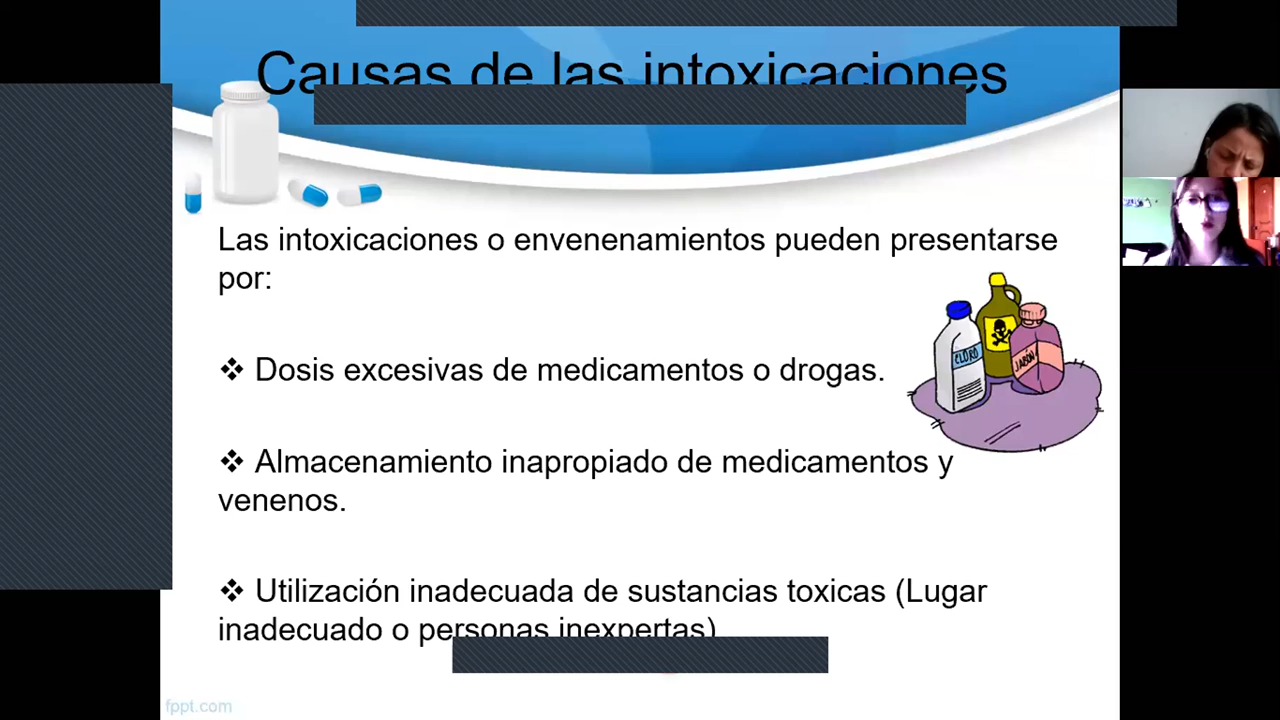 Causas de las intoxicaciones
Las intoxicaciones o envenenamientos pueden presentarse
por:
❖ Dosis excesivas de medicamentos o drogas.
CLORO
JABÓN
❖ Almacenamiento inapropiado de medicamentos y
venenos.
❖ Utilización inadecuada de sustancias toxicas (Lugar
inadecuado o personas inexpertas)
fppt.com